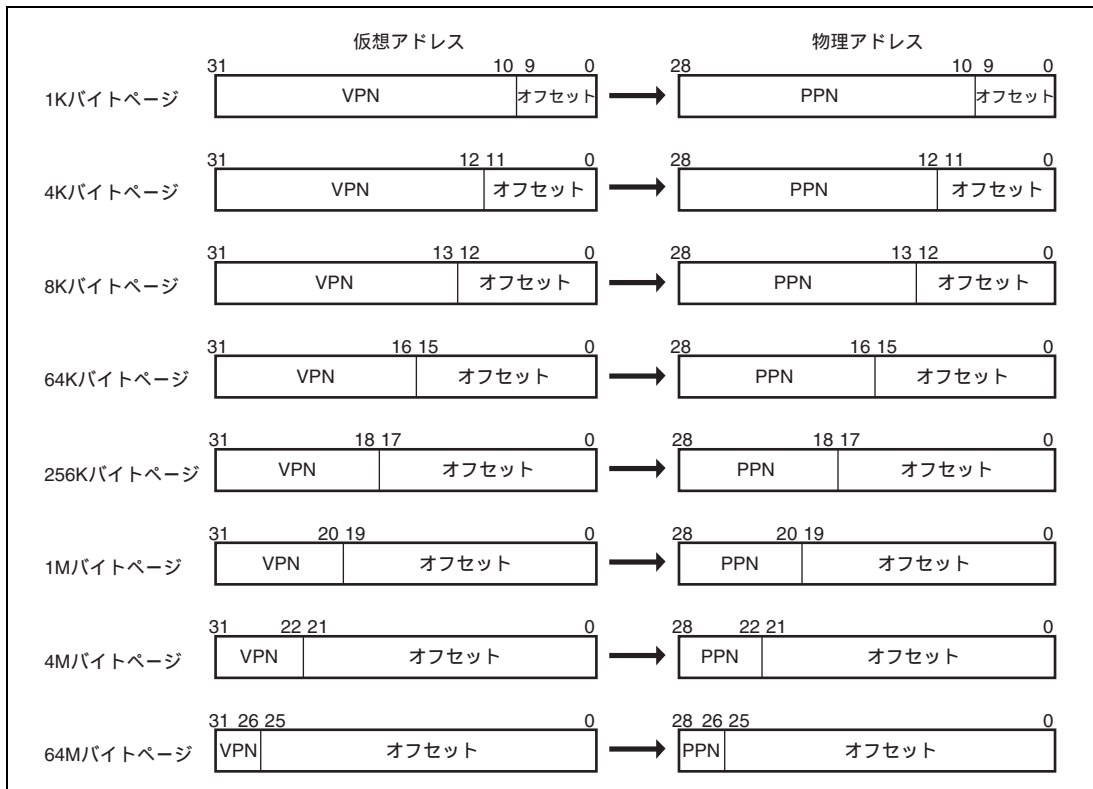 仮想アドレス 物理アドレス
31 10 9 0 28 10 9 0
1Kバイトページ VPN オフセット PPN オフセット
31 12 11 0 28 12 11 0
4Kバイトページ VPN オフセット PPN オフセット
31 13 12 0 28 13 12 0
8Kバイトページ VPN オフセット PPN オフセット
31 16 15 0 28 16 15 0
64Kバイトページ VPN オフセット PPN オフセット
31 18 17 0 28 18 17 0
256Kバイトページ VPN オフセット PPN オフセット
31 20 19 0 28 20 19 0
1Mバイトページ VPN オフセット PPN オフセット
31 22 21 0 28 22 21 0
4Mバイトページ VPN オフセット PPN オフセット
31 26 25 0 28 26 25 0
64Mバイトページ VPN オフセット PPN オフセット